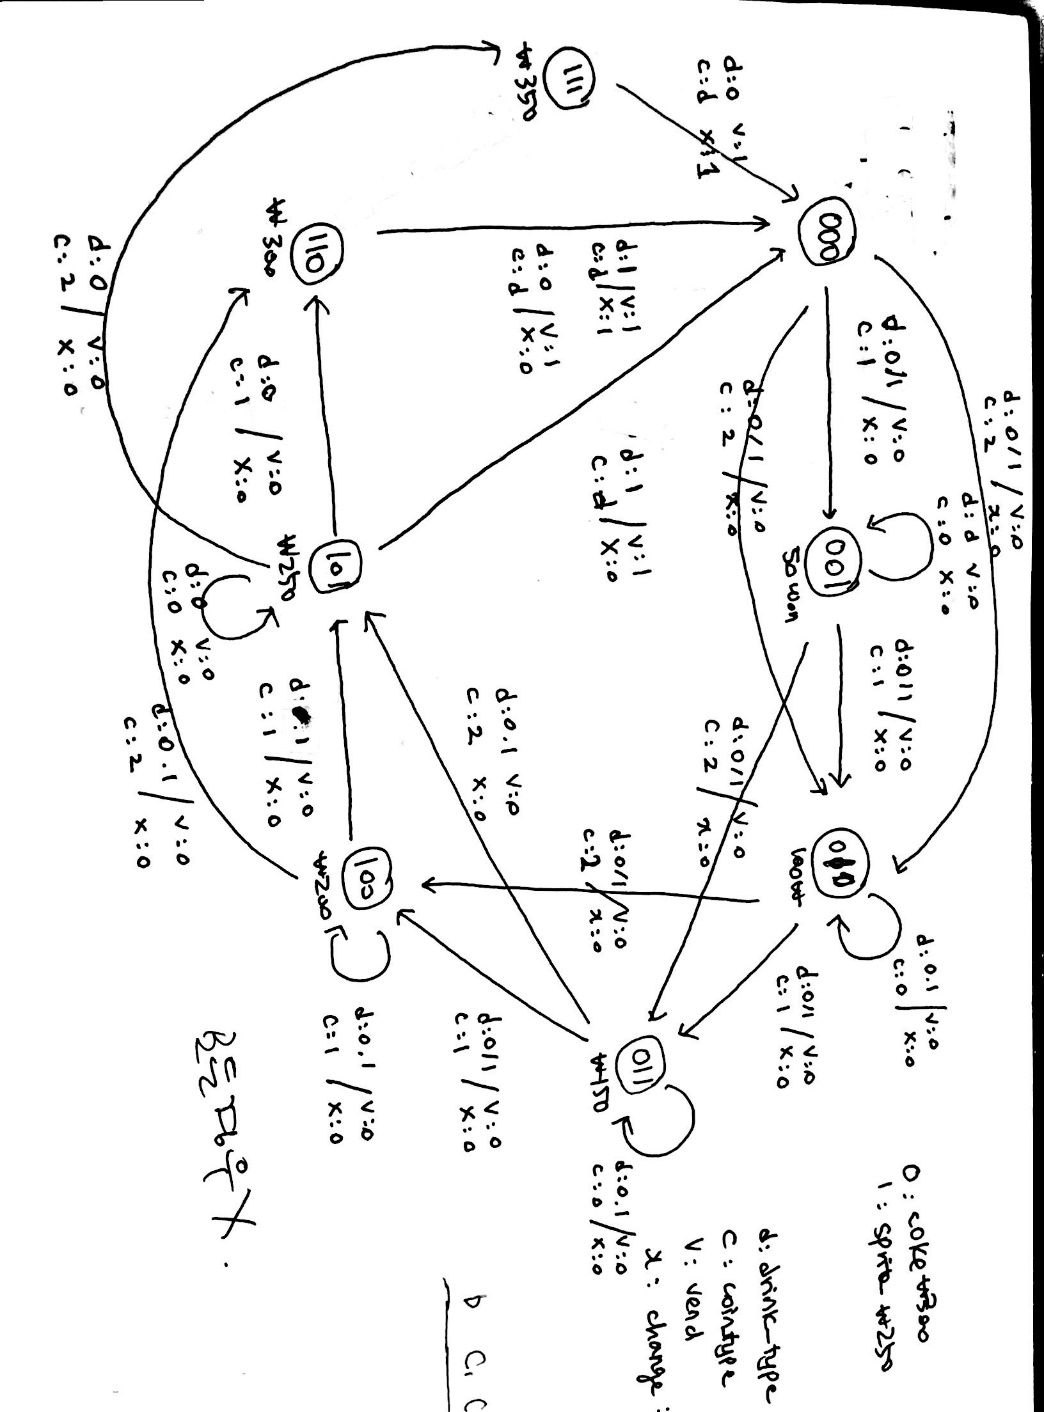 111
₩350
d:0 v:1
c:d x:1
000
d:0/1 / v:0
c:2 / x:0
d:0/1 / v:0
c:1 / x:0
d:0/1 / v:0
c:2 / x:0
110
₩300
d:1 / v:1
c:d / x:1
d:0 / v:1
c:d / x:0
d:0 / v:0
c:2 / x:0
d:0 / v:0
c:1 / x:0
d:1 / v:1
c:d / x:0
001
50won
d:d v:0
c:0 x:0
101
₩250
d:0 v:0
c:0 x:0
d:0/1 / v:0
c:1 / x:0
d:0/1 / v:0
c:2 / x:0
d:0.1 v:0
c:2 x:0
1 / v:0
c:1 / x:0
d:0.1 / v:0
c:2 / x:0
100₩
d:0.1 / v:0
c:0 x:0
d:0/1 / v:0
c:2 / x:0
100
₩200
d:0/1 / v:0
c:1 / x:0
d:0.1 / v:0
c:1 / x:0
d:0/1 / v:0
c:1 / x:0
011
₩150
d:0.1 / v:0
c:0 / x:0
0: coke ₩300
1: sprite ₩250
d: drink_type
c: cointype
v: vend
x: change :
D C₁ C